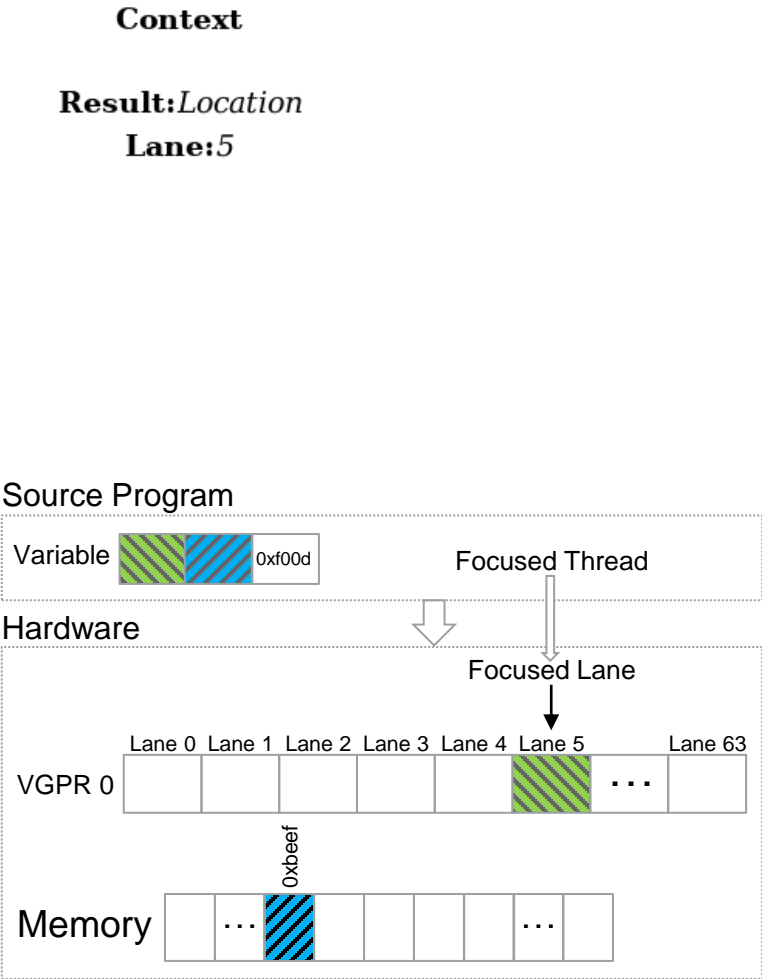 Context
Result:Location
Lane:5
Source Program
Variable 0xf00d Focused Thread
Hardware
Focused Lane
Lane 0 Lane 1 Lane 2 Lane 3 Lane 4 Lane 5 Lane 63
VGPR 0 ...
0xbeef
Memory ... ...